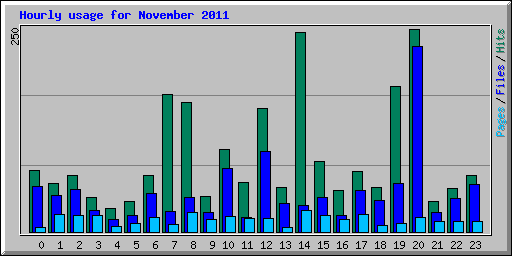 Hourly usage for November 2011
250
Pages / Files / Hits
0 1 2 3 4 5 6 7 8 9 10 11 12 13 14 15 16 17 18 19 20 21 22 23